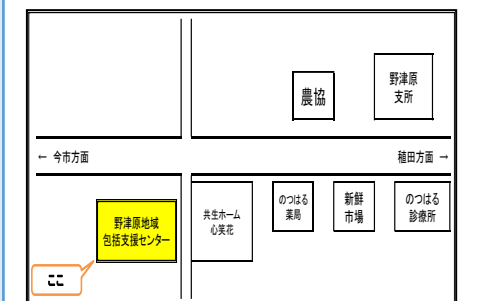 農協
野津原
支所
← 今市方面
稙田方面 →
野津原地域
包括支援センター
共生ホーム
心笑花
のつはる
薬局
新鮮
市場
のつはる
診療所
ここ